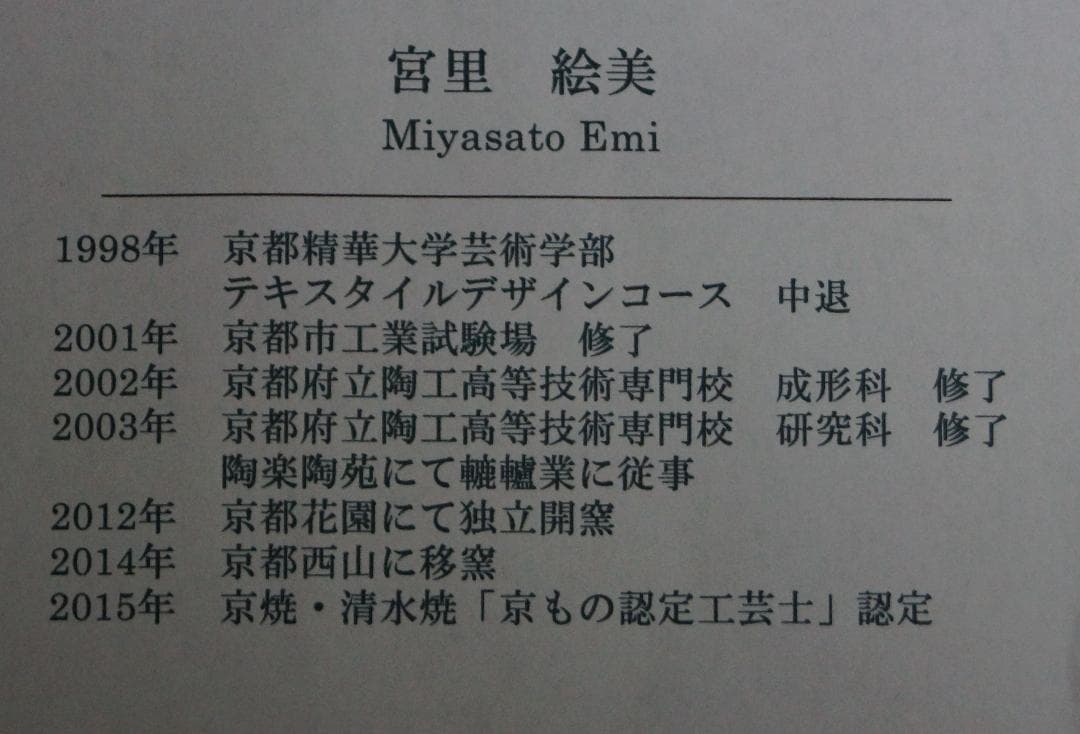 宮里　絵美
Miyasato Emi
1998年　京都精華大学芸術学部
テキスタイルデザインコース　中退
2001年　京都市工業試験場　修了
2002年　京都府立陶工高等技術専門校　成形科　修了
2003年　京都府立陶工高等技術専門校　研究科　修了
陶楽陶苑にて轆轤業に従事
2012年　京都花園にて独立開窯
2014年　京都西山に移窯
2015年　京焼・清水焼「京もの認定工芸士」認定